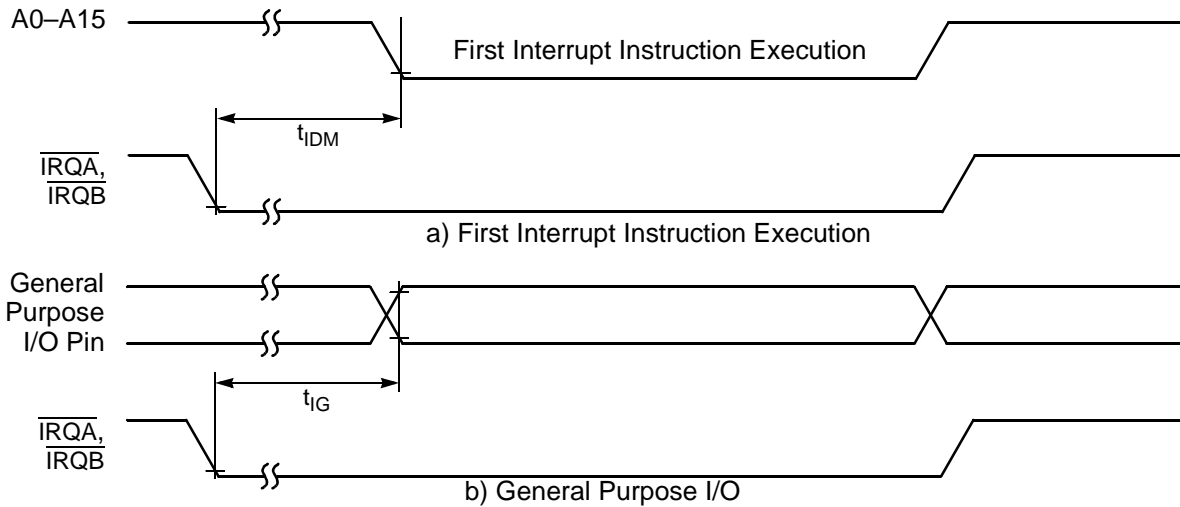 A0–A15
First Interrupt Instruction Execution
tIDM
IRQA,
IRQB
a) First Interrupt Instruction Execution
General
Purpose
I/O Pin
tIG
IRQA,
IRQB
b) General Purpose I/O